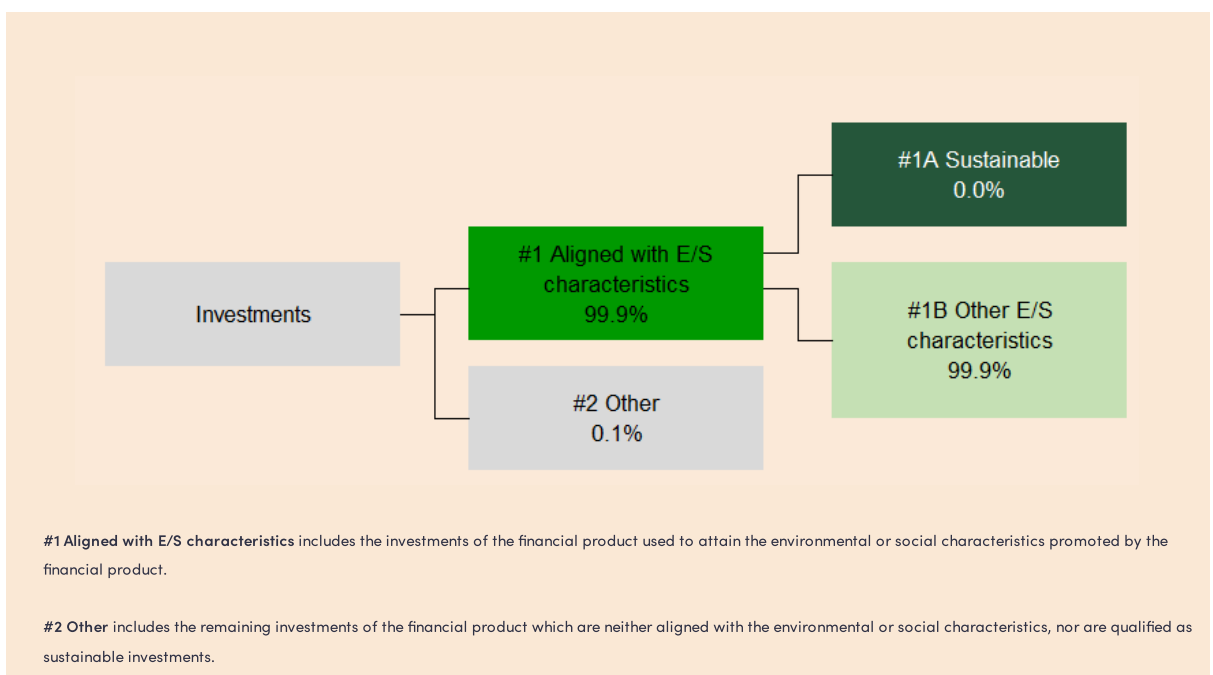 #1A Sustainable
0.0%
#1 Aligned with E/S
characteristics
99.9%
Investments
#1B Other E/S
characteristics
99.9%
#2 Other
0.1%
#1 Aligned with E/S characteristics includes the investments of the financial product used to attain the environmental or social characteristics promoted by the
financial product.
#2 Other includes the remaining investments of the financial product which are neither aligned with the environmental or social characteristics, nor are qualified as
sustainable investments.